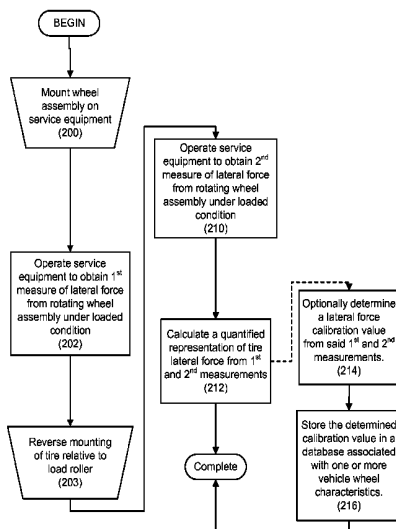 BEGIN
Mount wheel
assembly on
service equipment
(200)
Operate service
equipment to obtain 1st
measure of lateral force
from rotating wheel
assembly under loaded
condition
(202)
Reverse mounting
of tire relative to
load roller
(203)
Operate service
equipment to obtain 2nd
measure of lateral force
from rotating wheel
assembly under loaded
condition
(210)
Calculate a quantified
representation of tire
lateral force from 1st
and 2nd measurements
(212)
Complete
Optionally determine
a lateral force
calibration value
from said 1st and 2nd
measurements.
(214)
Store the determined
calibration value in a
database associated
with one or more
vehicle wheel
characteristics.
(216)